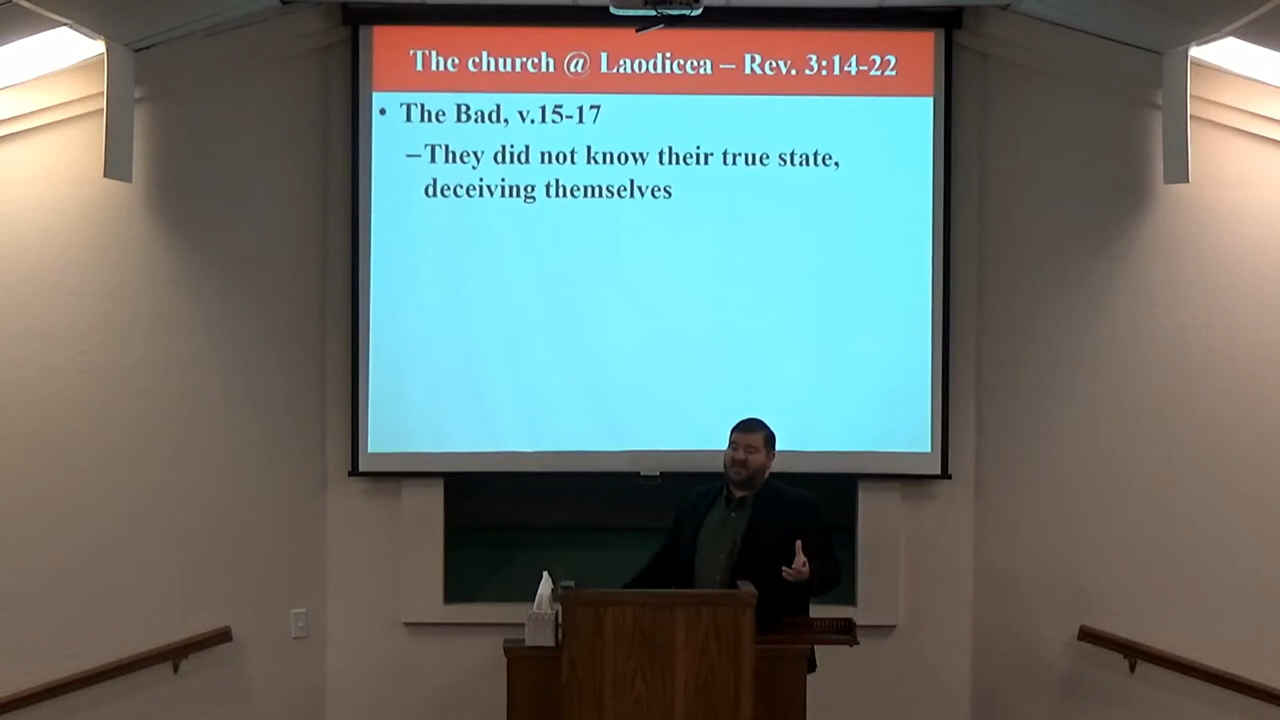 The church @ Laodicea – Rev. 3:14-22
• The Bad, v.15-17
–They did not know their true state,
deceiving themselves